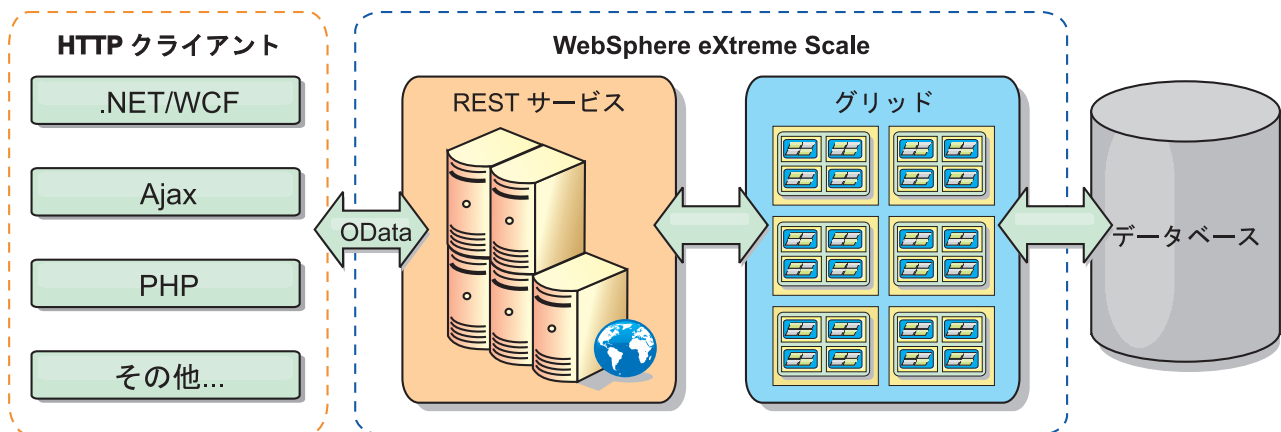 HTTP クライアント
.NET/WCF
Ajax
PHP
その他...
OData
WebSphere eXtreme Scale
REST サービス
グリッド
データベース